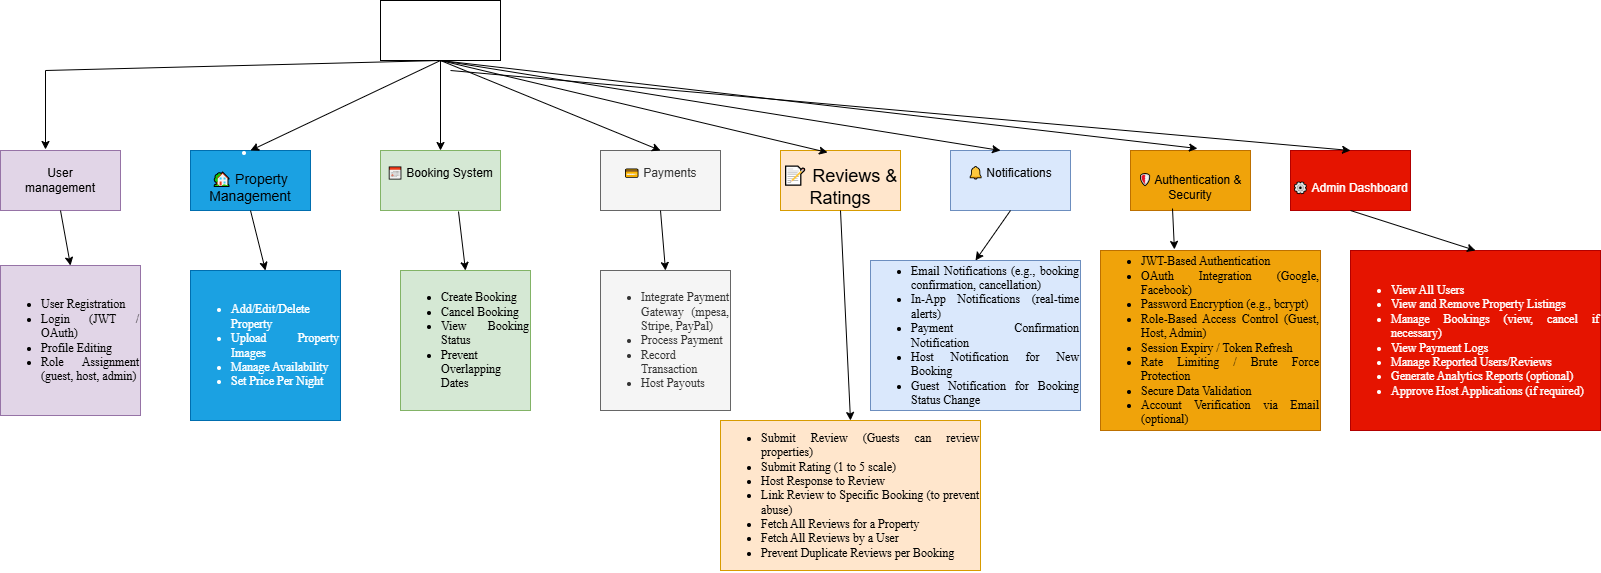 User
management
🏡 Property
Management
📅 Booking System
💳 Payments
📝 Reviews &
Ratings
🔔 Notifications
🛡️ Authentication &
Security
⚙️ Admin Dashboard
• User Registration
• Login (JWT /
OAuth)
• Profile Editing
• Role Assignment
(guest, host, admin)
• Add/Edit/Delete
Property
• Upload Property
Images
• Manage Availability
• Set Price Per Night
• Create Booking
• Cancel Booking
• View Booking
Status
• Prevent
Overlapping
Dates
• Integrate Payment
Gateway (mpesa,
Stripe, PayPal)
• Process Payment
• Record
Transaction
• Host Payouts
• Submit Review (Guests can review
properties)
• Submit Rating (1 to 5 scale)
• Host Response to Review
• Link Review to Specific Booking (to prevent
abuse)
• Fetch All Reviews for a Property
• Fetch All Reviews by a User
• Prevent Duplicate Reviews per Booking
• Email Notifications (e.g., booking
confirmation, cancellation)
• In-App Notifications (real-time
alerts)
• Payment Confirmation
Notification
• Host Notification for New
Booking
• Guest Notification for Booking
Status Change
• JWT-Based Authentication
• OAuth Integration (Google,
Facebook)
• Password Encryption (e.g., bcrypt)
• Role-Based Access Control (Guest,
Host, Admin)
• Session Expiry / Token Refresh
• Rate Limiting / Brute Force
Protection
• Secure Data Validation
• Account Verification via Email
(optional)
• View All Users
• View and Remove Property Listings
• Manage Bookings (view, cancel if
necessary)
• View Payment Logs
• Manage Reported Users/Reviews
• Generate Analytics Reports (optional)
• Approve Host Applications (if required)